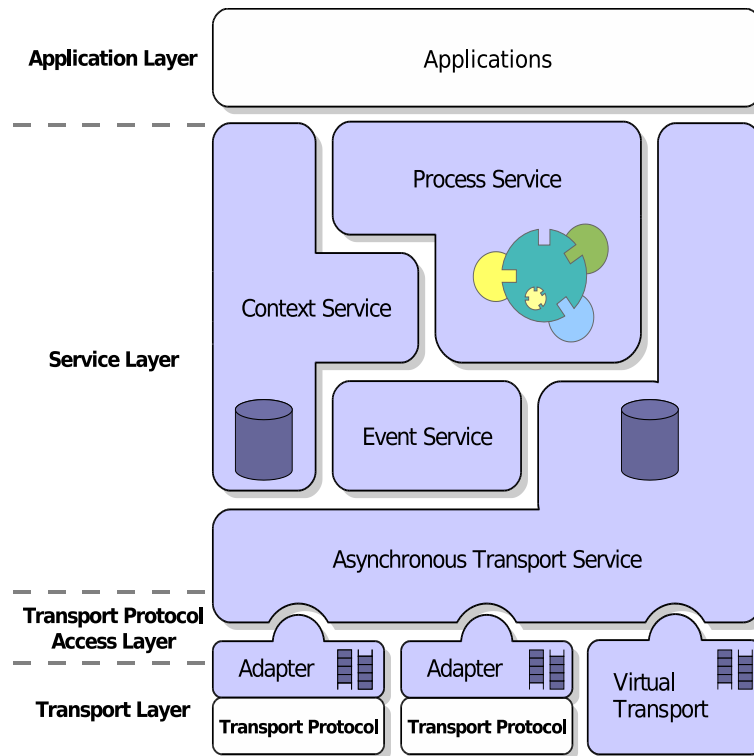 Application Layer
Applications
Process Service
Context Service
Service Layer
Event Service
Asynchronous Transport Service
Transport Protocol
Access Layer
Adapter
Adapter
Virtual
Transport
Transport Layer
Transport Protocol
Transport Protocol